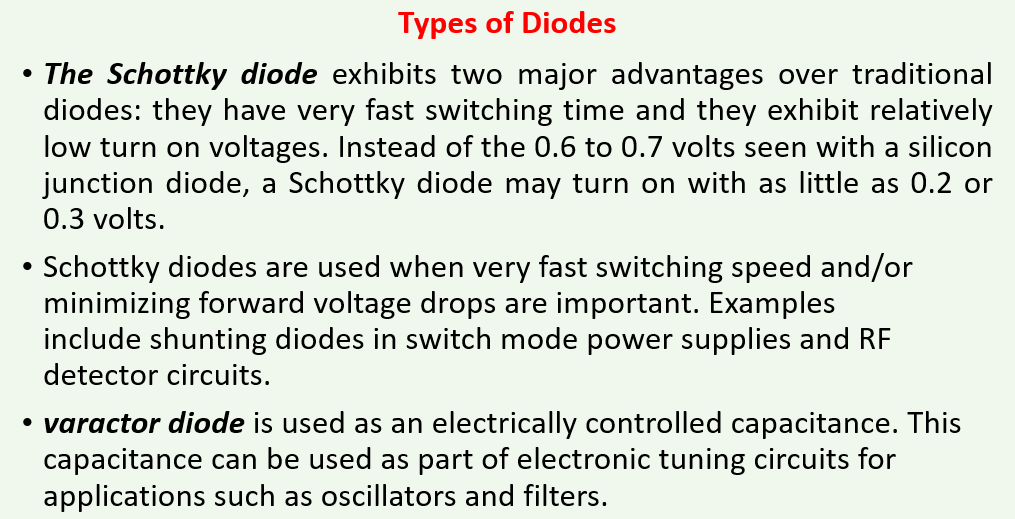 Types of Diodes
• The Schottky diode exhibits two major advantages over traditional
diodes: they have very fast switching time and they exhibit relatively
low turn on voltages. Instead of the 0.6 to 0.7 volts seen with a silicon
junction diode, a Schottky diode may turn on with as little as 0.2 or
0.3 volts.
• Schottky diodes are used when very fast switching speed and/or
minimizing forward voltage drops are important. Examples
include shunting diodes in switch mode power supplies and RF
detector circuits.
• varactor diode is used as an electrically controlled capacitance. This
capacitance can be used as part of electronic tuning circuits for
applications such as oscillators and filters.